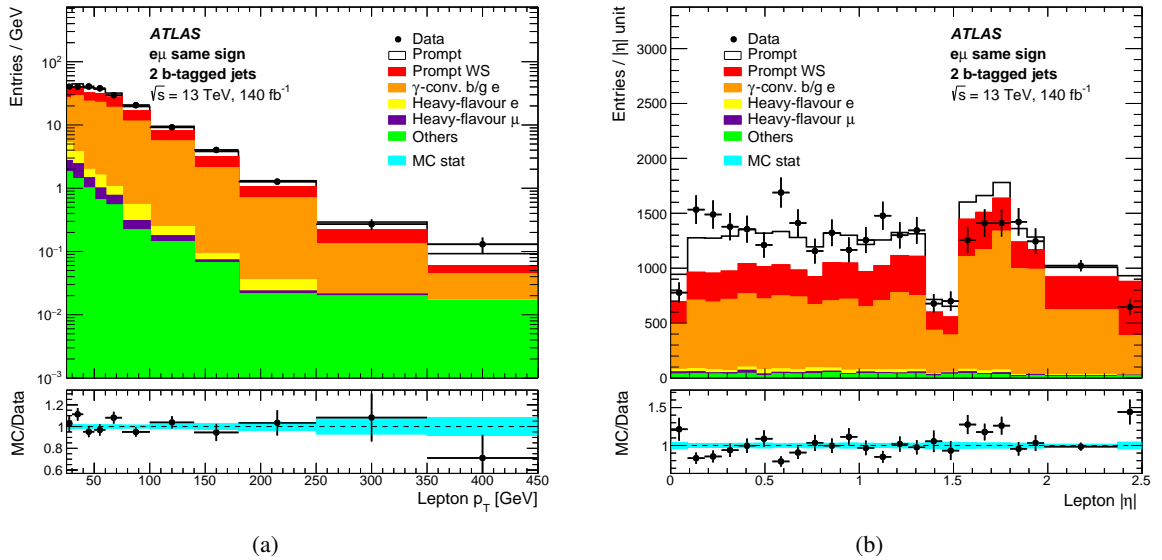 Entries / GeV
10²
10
1
10⁻¹
10⁻²
10⁻³
ATLAS
eμ same sign
2 b-tagged jets
√s = 13 TeV, 140 fb⁻¹
Data
Prompt
Prompt WS
γ-conv. b/g e
Heavy-flavour e
Heavy-flavour μ
Others
MC stat
MC/Data
1.2
1.0
0.8
0.6
50 100 150 200 250 300 350 400 450
Lepton p_T [GeV]
(a)
Entries / |η| unit
3000
2500
2000
1500
1000
500
0
Data
Prompt
Prompt WS
γ-conv. b/g e
Heavy-flavour e
Heavy-flavour μ
Others
MC stat
ATLAS
eμ same sign
2 b-tagged jets
√s = 13 TeV, 140 fb⁻¹
MC/Data
1.5
1
0 0.5 1 1.5 2 2.5
Lepton |η|
(b)